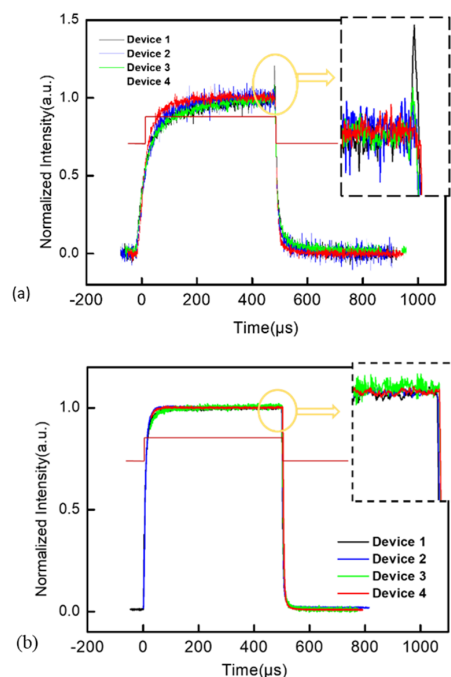 (a)
Device 1
Device 2
Device 3
Device 4
Normalized Intensity(a.u.)
1.5
1.0
0.5
0.0
-200 0 200 400 600 800 1000
Time(μs)
(b)
Normalized Intensity(a.u.)
1.0
0.5
0.0
Device 1
Device 2
Device 3
Device 4
-200 0 200 400 600 800 1000
Time(μs)